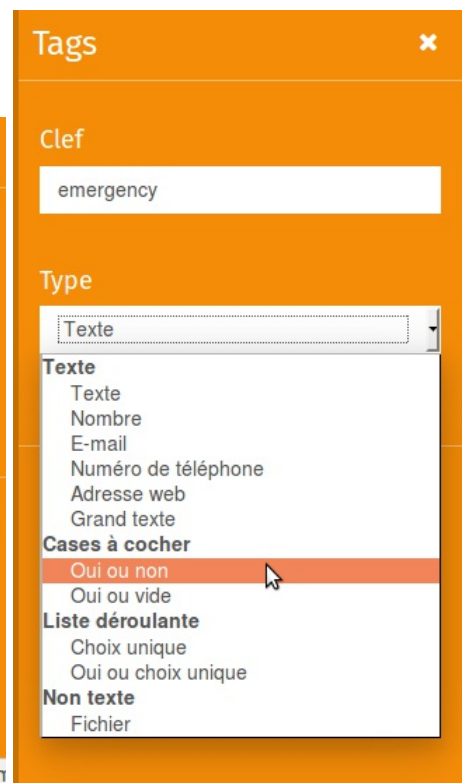 Tags
Clef
emergency
Type
Texte
Texte
Texte
Nombre
E-mail
Numéro de téléphone
Adresse web
Grand texte
Cases à cocher
Oui ou non
Oui ou vide
Liste déroulante
Choix unique
Oui ou choix unique
Non texte
Fichier